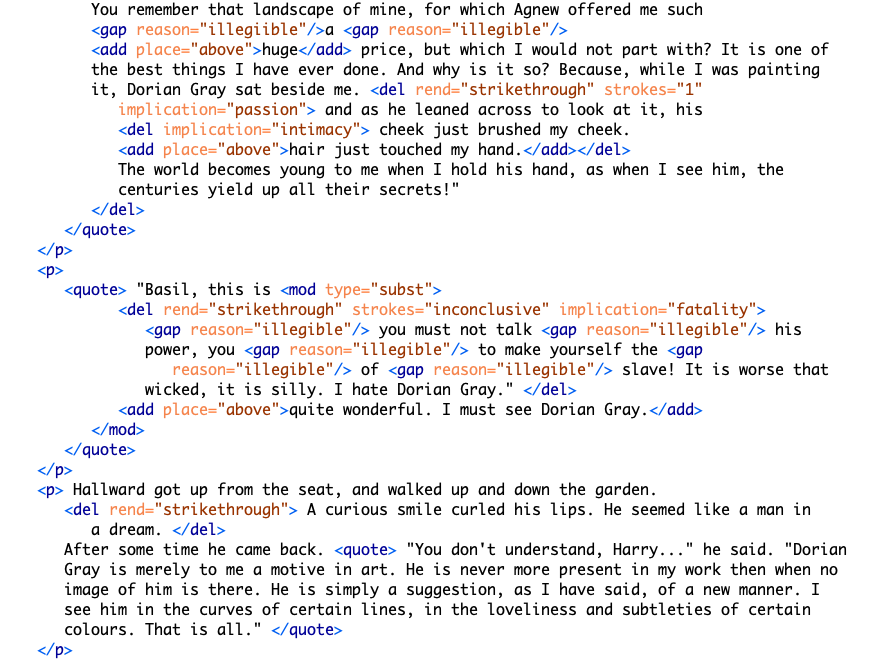 You remember that landscape of mine, for which Agnew offered me such
<gap reason="illegiible"/>a <gap reason="illegible"/>
<add place="above">huge</add> price, but which I would not part with? It is one of
the best things I have ever done. And why is it so? Because, while I was painting
it, Dorian Gray sat beside me. <del rend="strikethrough" strokes="1"
implication="passion"> and as he leaned across to look at it, his
<del implication="intimacy"> cheek just brushed my cheek.
<add place="above">hair just touched my hand.</add></del>
The world becomes young to me when I hold his hand, as when I see him, the
centuries yield up all their secrets!"
</del>
</quote>
</p>
<p>
<quote> "Basil, this is <mod type="subst">
<del rend="strikethrough" strokes="inconclusive" implication="fatality">
<gap reason="illegible"/> you must not talk <gap reason="illegible"/> his
power, you <gap reason="illegible"/> to make yourself the <gap
reason="illegible"/> of <gap reason="illegible"/> slave! It is worse that
wicked, it is silly. I hate Dorian Gray." </del>
<add place="above">quite wonderful. I must see Dorian Gray.</add>
</mod>
</quote>
</p>
<p> Hallward got up from the seat, and walked up and down the garden.
<del rend="strikethrough"> A curious smile curled his lips. He seemed like a man in
a dream. </del>
After some time he came back. <quote> "You don't understand, Harry..." he said. "Dorian
Gray is merely to me a motive in art. He is never more present in my work then when no
image of him is there. He is simply a suggestion, as I have said, of a new manner. I
see him in the curves of certain lines, in the loveliness and subtleties of certain
colours. That is all." </quote>
</p>